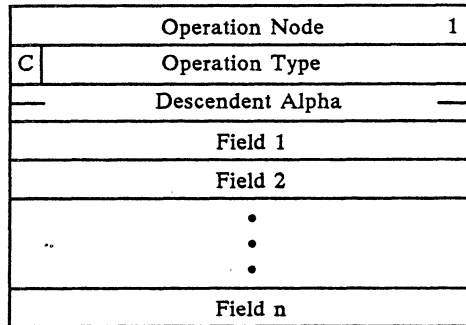 Operation Node 1
C Operation Type
Descendent Alpha
Field 1
Field 2
Field n